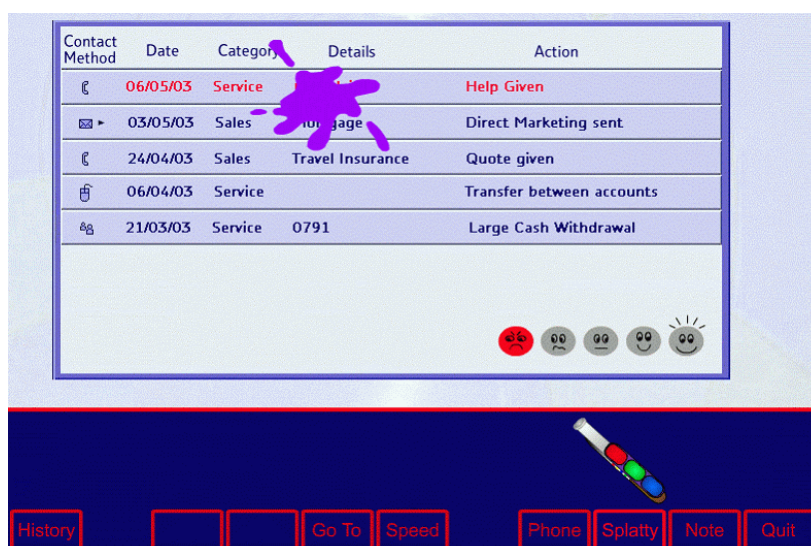 Contact Method Date Category Details Action
06/05/03 Service Help Given
03/05/03 Sales Mortgage Direct Marketing sent
24/04/03 Sales Travel Insurance Quote given
06/04/03 Service Transfer between accounts
21/03/03 Service 0791 Large Cash Withdrawal
History Go To Speed Phone Splatty Note Quit